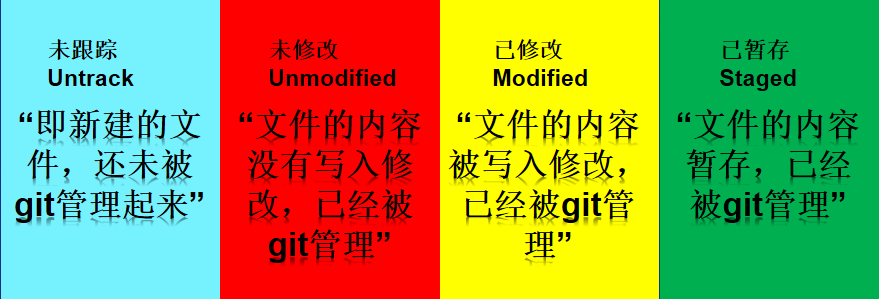 未跟踪
Untrack
“即新建的文
件，还未被
git管理起来”
未修改
Unmodified
“文件的内容
没有写入修
改，已经被
git管理”
已修改
Modified
“文件的内容
被写入修改，
已经被git管
理”
已暂存
Staged
“文件的内容
暂存，已经
被git管理”